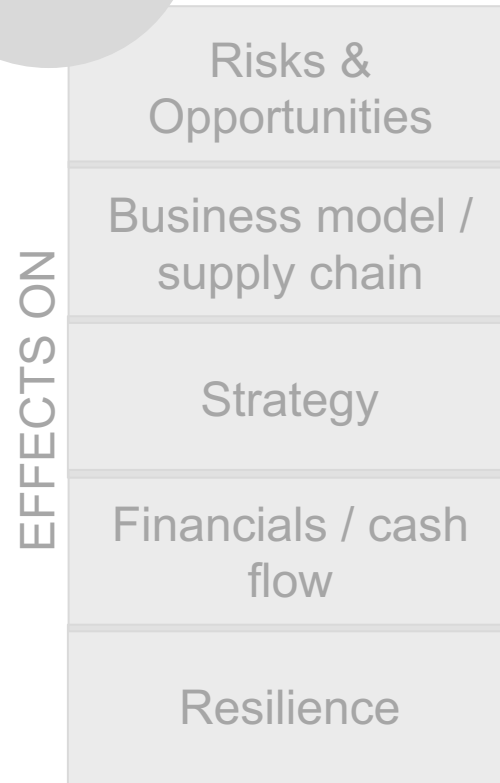 EFFECTS ON
Risks &
Opportunities
Business model /
supply chain
Strategy
Financials / cash
flow
Resilience